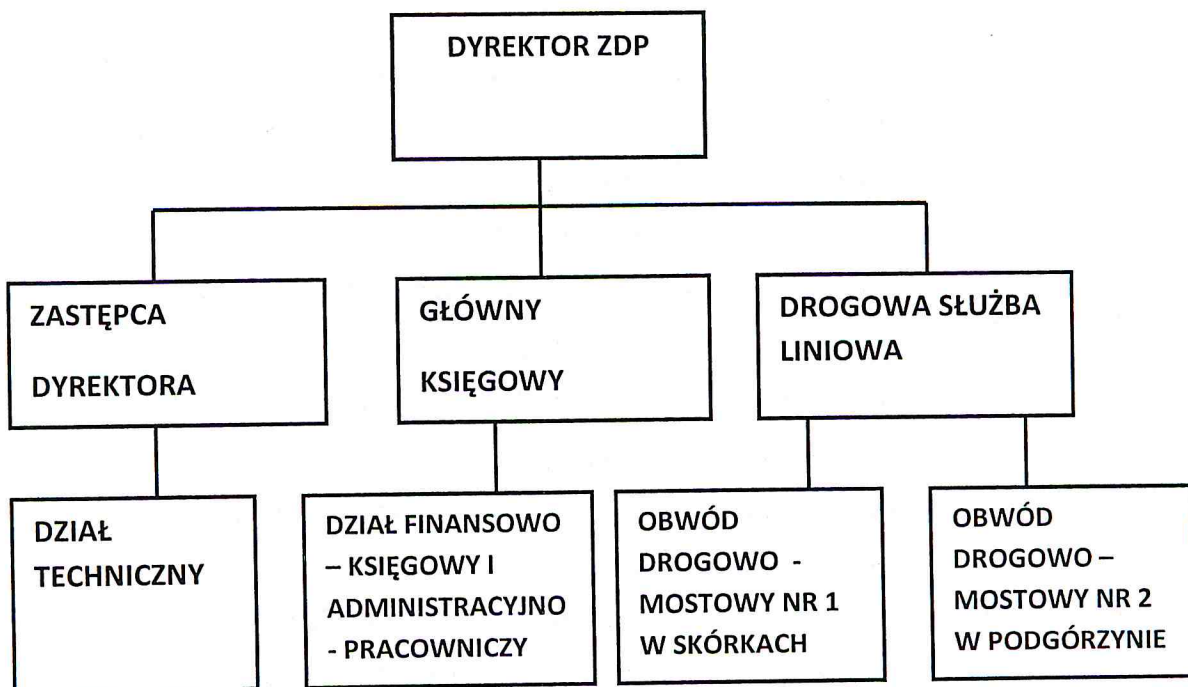 DYREKTOR ZDP
ZASTĘPCA
DYREKTORA
GŁÓWNY
KSIĘGOWY
DROGOWA SŁUŻBA
LINIOWA
DZIAŁ
TECHNICZNY
DZIAŁ FINANSOWO
– KSIĘGOWY I
ADMINISTRACYJNO
- PRACOWNICZY
OBWÓD
DROGOWO -
MOSTOWY NR 1
W SKÓRKACH
OBWÓD
DROGOWO –
MOSTOWY NR 2
W PODGÓRZYNIE